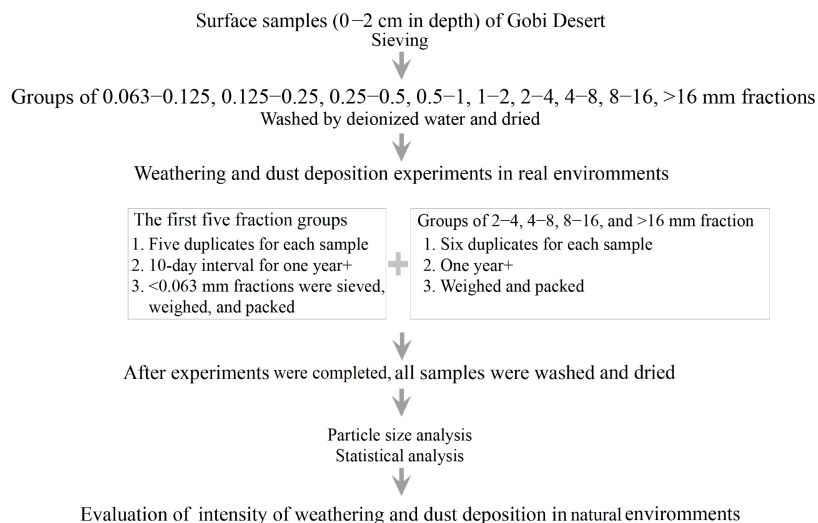 Surface samples (0−2 cm in depth) of Gobi Desert
Sieving
Groups of 0.063−0.125, 0.125−0.25, 0.25−0.5, 0.5−1, 1−2, 2−4, 4−8, 8−16, >16 mm fractions
Washed by deionized water and dried
Weathering and dust deposition experiments in real enviromments
The first five fraction groups
1. Five duplicates for each sample
2. 10-day interval for one year+
3. <0.063 mm fractions were sieved,
weighed, and packed
+
Groups of 2−4, 4−8, 8−16, and >16 mm fraction
1. Six duplicates for each sample
2. One year+
3. Weighed and packed
After experiments were completed, all samples were washed and dried
Particle size analysis
Statistical analysis
Evaluation of intensity of weathering and dust deposition in natural enviromments